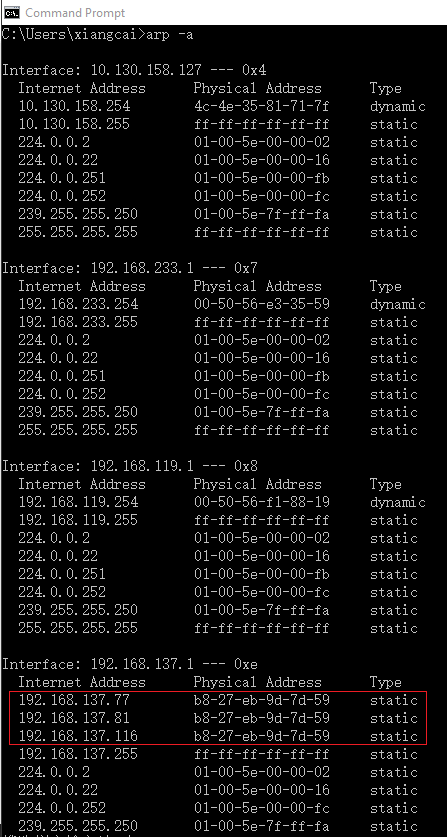 Command Prompt
C:\Users\xiangcai>arp -a
Interface: 10.130.158.127 --- 0x4
Internet Address Physical Address Type
10.130.158.254 4c-4e-35-81-71-7f dynamic
10.130.158.255 ff-ff-ff-ff-ff-ff static
224.0.0.2 01-00-5e-00-00-02 static
224.0.0.22 01-00-5e-00-00-16 static
224.0.0.251 01-00-5e-00-00-fb static
224.0.0.252 01-00-5e-00-00-fc static
239.255.255.250 01-00-5e-7f-ff-fa static
255.255.255.255 ff-ff-ff-ff-ff-ff static
Interface: 192.168.233.1 --- 0x7
Internet Address Physical Address Type
192.168.233.254 00-50-56-e3-35-59 dynamic
192.168.233.255 ff-ff-ff-ff-ff-ff static
224.0.0.2 01-00-5e-00-00-02 static
224.0.0.22 01-00-5e-00-00-16 static
224.0.0.251 01-00-5e-00-00-fb static
224.0.0.252 01-00-5e-00-00-fc static
239.255.255.250 01-00-5e-7f-ff-fa static
255.255.255.255 ff-ff-ff-ff-ff-ff static
Interface: 192.168.119.1 --- 0x8
Internet Address Physical Address Type
192.168.119.254 00-50-56-f1-88-19 dynamic
192.168.119.255 ff-ff-ff-ff-ff-ff static
224.0.0.2 01-00-5e-00-00-02 static
224.0.0.22 01-00-5e-00-00-16 static
224.0.0.251 01-00-5e-00-00-fb static
224.0.0.252 01-00-5e-00-00-fc static
239.255.255.250 01-00-5e-7f-ff-fa static
255.255.255.255 ff-ff-ff-ff-ff-ff static
Interface: 192.168.137.1 --- 0xe
Internet Address Physical Address Type
192.168.137.77 b8-27-eb-9d-7d-59 static
192.168.137.81 b8-27-eb-9d-7d-59 static
192.168.137.116 b8-27-eb-9d-7d-59 static
192.168.137.255 ff-ff-ff-ff-ff-ff static
224.0.0.2 01-00-5e-00-00-02 static
224.0.0.22 01-00-5e-00-00-16 static
224.0.0.252 01-00-5e-00-00-fc static
239.255.255.250 01-00-5e-7f-ff-fa static